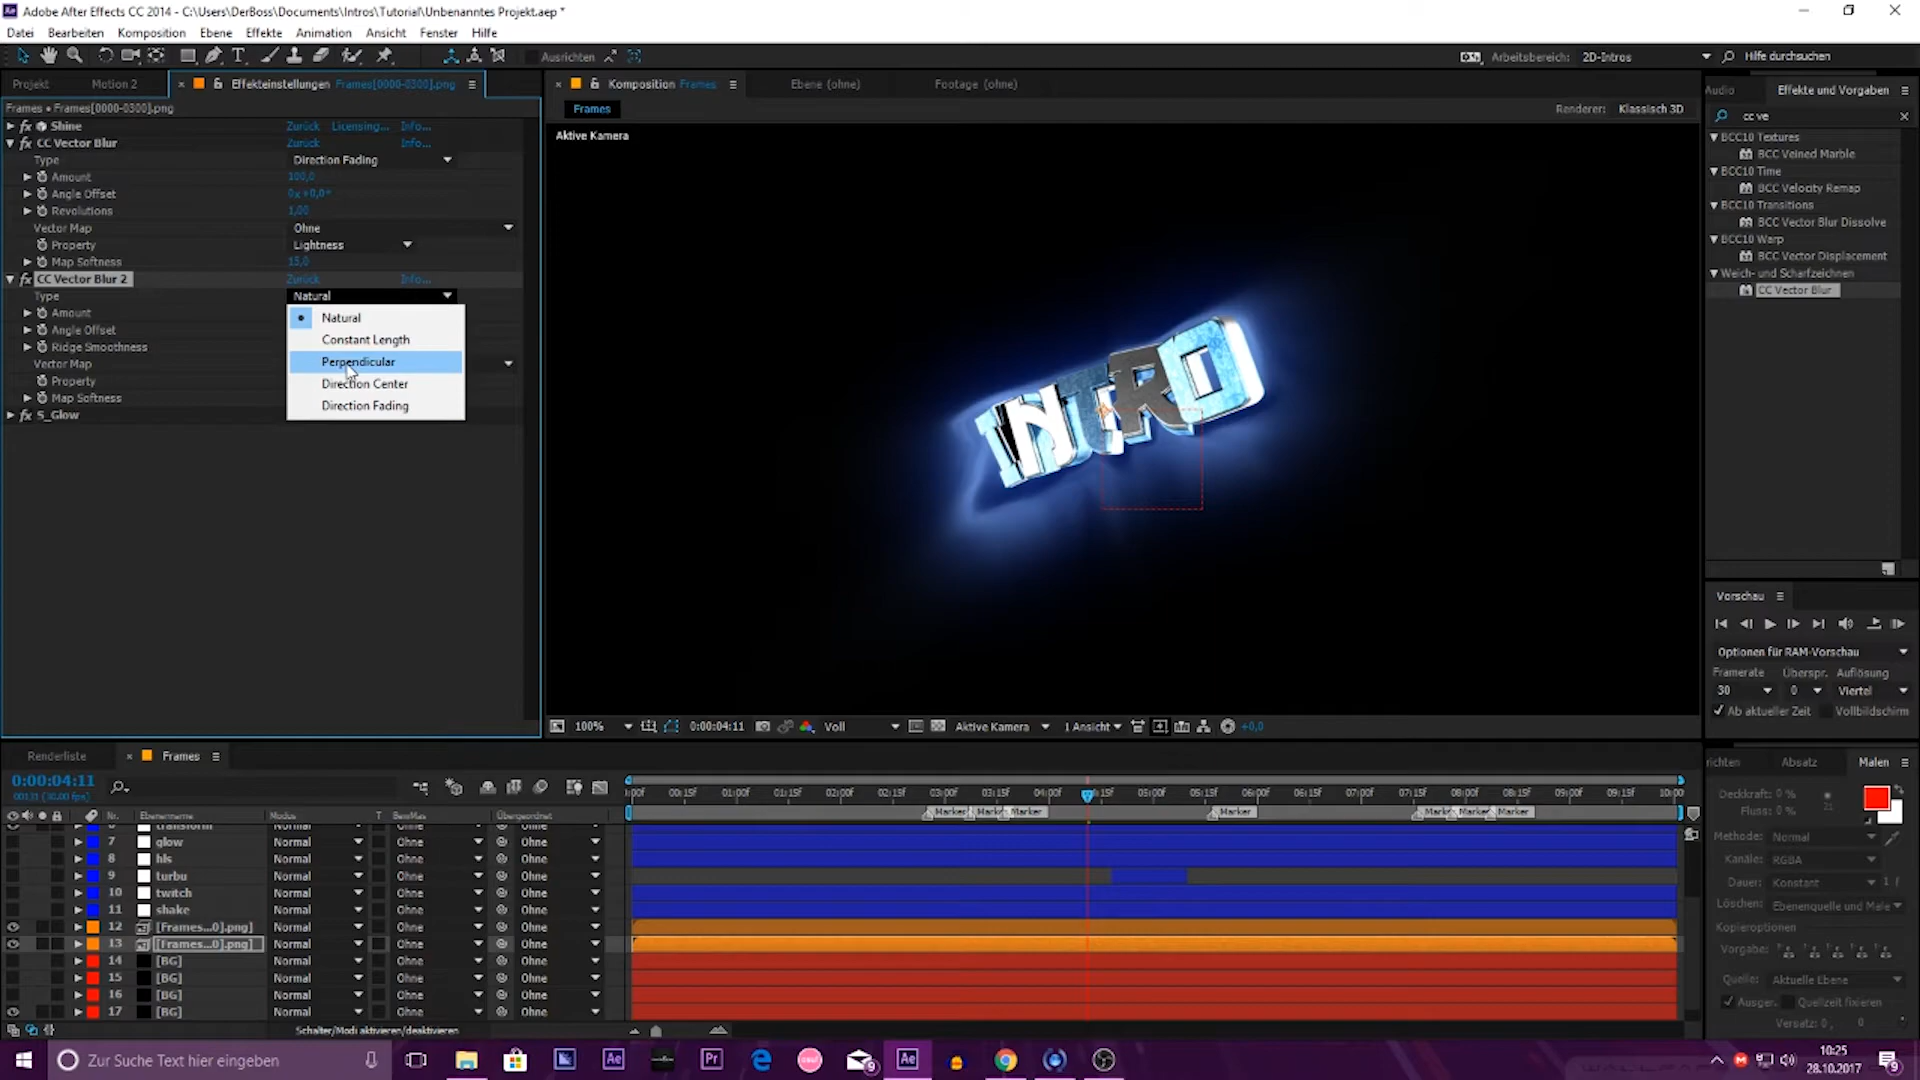 Adobe After Effects CC 2014 - C:\Users\DerBoss\Documents\Intros\Tutorial\Unbenanntes Projekt.aep *
Datei Bearbeiten Komposition Ebene Effekte Animation Ansicht Fenster Hilfe
Ausrichten Arbeitsbereich: 2D-Intros Hilfe durchsuchen
Projekt Motion 2 Effekteinstellungen Frames[0000-0300].png
Komposition Frames Ebene (ohne) Footage (ohne)
Audio Effekte und Vorgaben
Frames • Frames[0000-0300].png
Frames Renderer: Klassisch 3D
cc ve
fx Shine Zurück Licensing... Info...
Aktive Kamera
fx CC Vector Blur Zurück Info...
Type Direction Fading
Amount 100,0
Angle Offset 0x+0,0°
Revolutions 1,00
Vector Map Ohne
Property Lightness
Map Softness 15,0
fx CC Vector Blur 2 Zurück Info...
Type Natural
Amount
Angle Offset
Ridge Smoothness
Vector Map
Property
Map Softness
fx S_Glow
Natural
Constant Length
Perpendicular
Direction Center
Direction Fading
INTRO
BCC10 Textures
BCC Veined Marble
BCC10 Time
BCC Velocity Remap
BCC10 Transitions
BCC Vector Blur Dissolve
BCC10 Warp
BCC Vector Displacement
Weich- und Scharfzeichnen
CC Vector Blur
Vorschau
Optionen für RAM-Vorschau
Framerate Überspr. Auflösung
30 0 Viertel
Ab aktueller Zeit Vollbildschirm
100% 0:00:04:11 Voll Aktive Kamera 1 Ansicht +0,0
Renderliste Frames
0:00:04:11
00131 (30.00 fps)
00f 00:15f 01:00f 01:15f 02:00f 02:15f 03:00f 03:15f 04:00f 15f 05:00f 05:15f 06:00f 06:15f 07:00f 07:15f 08:00f 08:15f 09:00f 09:15f 10:00
Marker Mark Marker Marker Mark Marke Marker
Nr. Ebenenname Modus T BewMas Übergeordnet
transform Normal Ohne Ohne
7 glow Normal Ohne Ohne
8 hls Normal Ohne Ohne
9 turbu Normal Ohne Ohne
10 twitch Normal Ohne Ohne
11 shake Normal Ohne Ohne
12 [Frames...0].png] Normal Ohne Ohne
13 [Frames...0].png] Normal Ohne Ohne
14 [BG] Normal Ohne Ohne
15 [BG] Normal Ohne Ohne
16 [BG] Normal Ohne Ohne
17 [BG] Normal Ohne Ohne
Schalter/Modi aktivieren/deaktivieren
richten Absatz Malen
Deckkraft: 0 %
Fluss: 0 %
21
Methode: Normal
Kanäle: RGBA
Dauer: Konstant 1 f
Löschen: Ebenenquelle und Male
Kopieroptionen
Vorgabe:
Quelle: Aktuelle Ebene
Ausger. Quellzeit fixieren
Versatz: 0 , 0
Zur Suche Text hier eingeben
Ae Pr osu! 9 Ae
10:25
28.10.2017
9